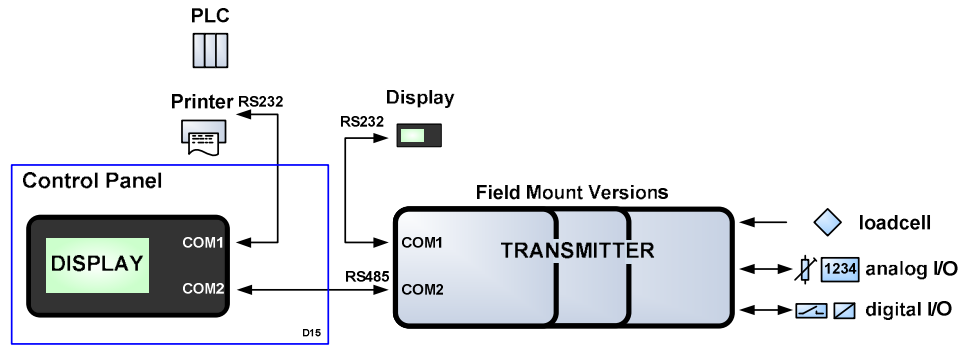 PLC
Printer RS232
Display
RS232
Control Panel
Field Mount Versions
DISPLAY
COM1
COM2
D15
RS485
COM1
COM2
TRANSMITTER
loadcell
1234 analog I/O
digital I/O